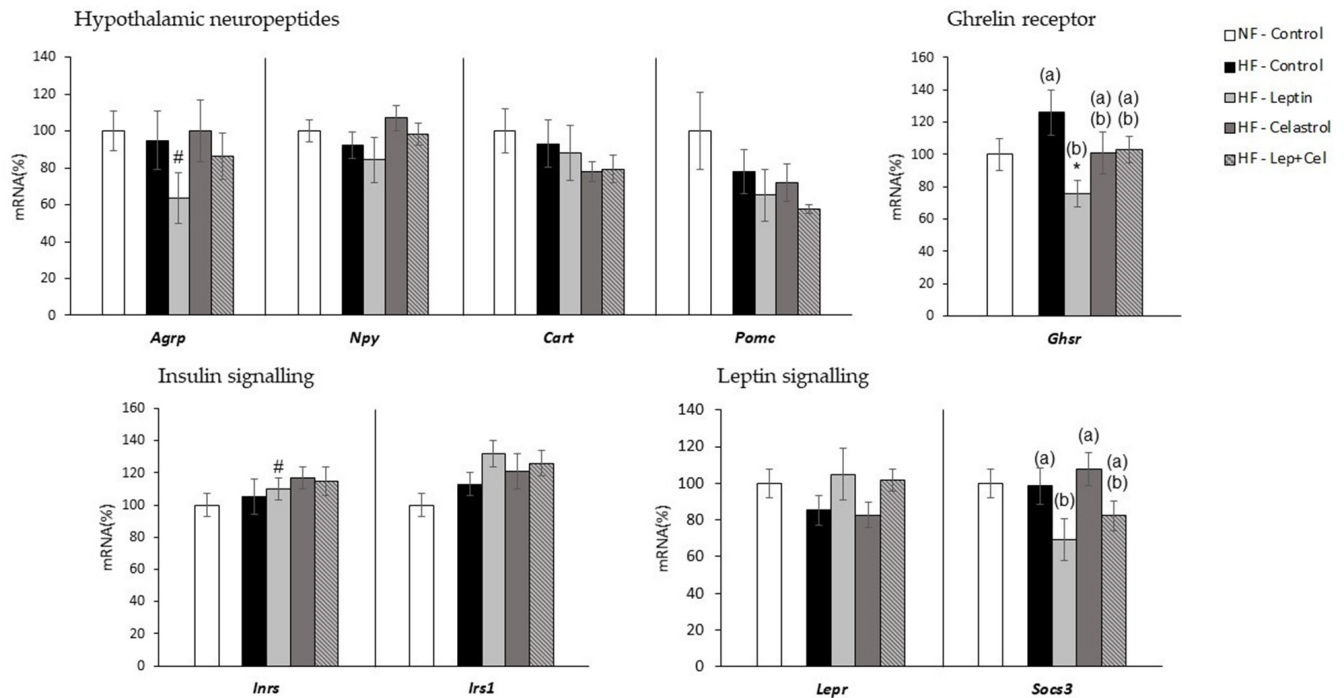 Hypothalamic neuropeptides
140
120
100
80
60
40
20
0
mRNA(%)
#
Agrp
Npy
Cart
Pomc
Ghrelin receptor
160
140
120
100
80
60
40
20
0
mRNA(%)
(a)
(b)
*
(a) (a)
(b) (b)
Ghsr
NF - Control
HF - Control
HF - Leptin
HF - Celastrol
HF - Lep+Cel
Insulin signalling
160
140
120
100
80
60
40
20
0
mRNA(%)
#
Inrs
Irs1
Leptin signalling
140
120
100
80
60
40
20
0
mRNA(%)
(a)
(b)
(a)
(a)
(b)
Lepr
Socs3